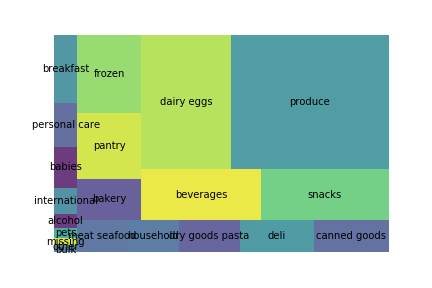 breakfast
frozen
dairy eggs
produce
personal care
pantry
babies
bakery
beverages
snacks
international
alcohol
pets
missing
other
bulk
meat seafood
household
dry goods pasta
deli
canned goods